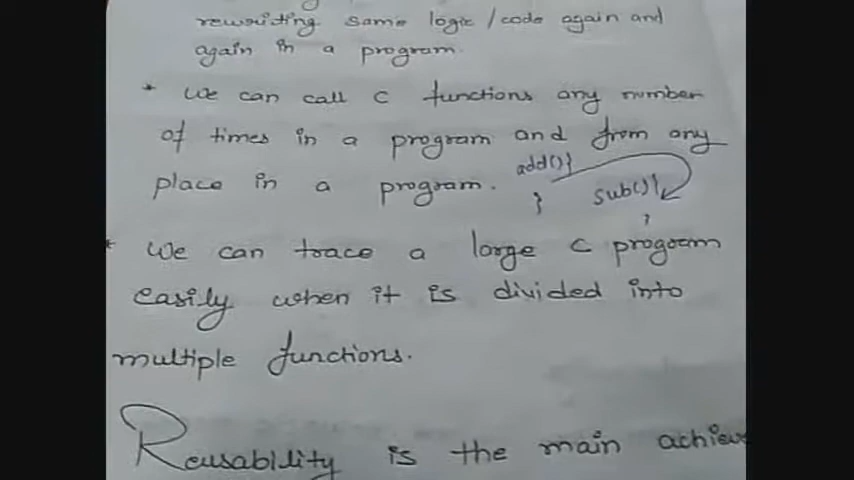 rewriting same logic / code again and
again in a program.
* We can call c functions any number
of times in a program and from any
add(){
place in a program.
}
sub(){
}
* We can trace a large c program
easily when it is divided into
multiple functions.
Reusability is the main